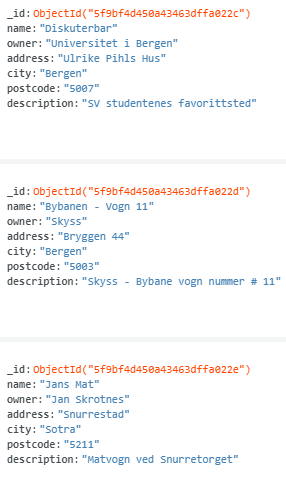 _id: ObjectId("5f9bf4d450a43463dffa022c")
name: "Diskuterbar"
owner: "Universitet i Bergen"
address: "Ulrike Pihls Hus"
city: "Bergen"
postcode: "5007"
description: "SV studentenes favorittsted"
_id: ObjectId("5f9bf4d450a43463dffa022d")
name: "Bybanen - Vogn 11"
owner: "Skyss"
address: "Bryggen 44"
city: "Bergen"
postcode: "5003"
description: "Skyss - Bybane vogn nummer # 11"
_id: ObjectId("5f9bf4d450a43463dffa022e")
name: "Jans Mat"
owner: "Jan Skrotnes"
address: "Snurrestad"
city: "Sotra"
postcode: "5211"
description: "Matvogn ved Snurretorget"